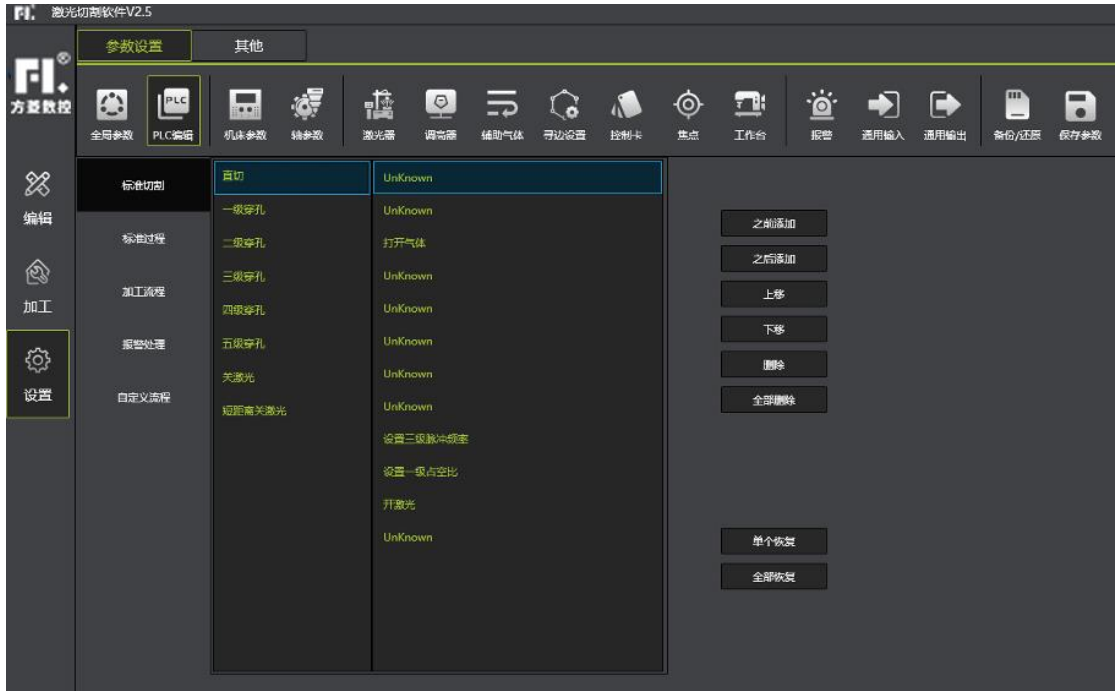 激光切割软件V2.5
参数设置 其他
方菱数控
全局参数 PLC编辑 机床参数 轴参数 激光器 调高器 辅助气体 寻边设置 控制卡 焦点 工作台 报警 通用输入 通用输出 备份/还原 保存参数
PLC
编辑
加工
设置
标准切割
标准过程
加工流程
报警处理
自定义流程
直切
一级穿孔
二级穿孔
三级穿孔
四级穿孔
五级穿孔
关激光
短距离关激光
UnKnown
UnKnown
打开气体
UnKnown
UnKnown
UnKnown
UnKnown
UnKnown
设置三级脉冲频率
设置一级占空比
开激光
UnKnown
之前添加
之后添加
上移
下移
删除
全部删除
单个恢复
全部恢复